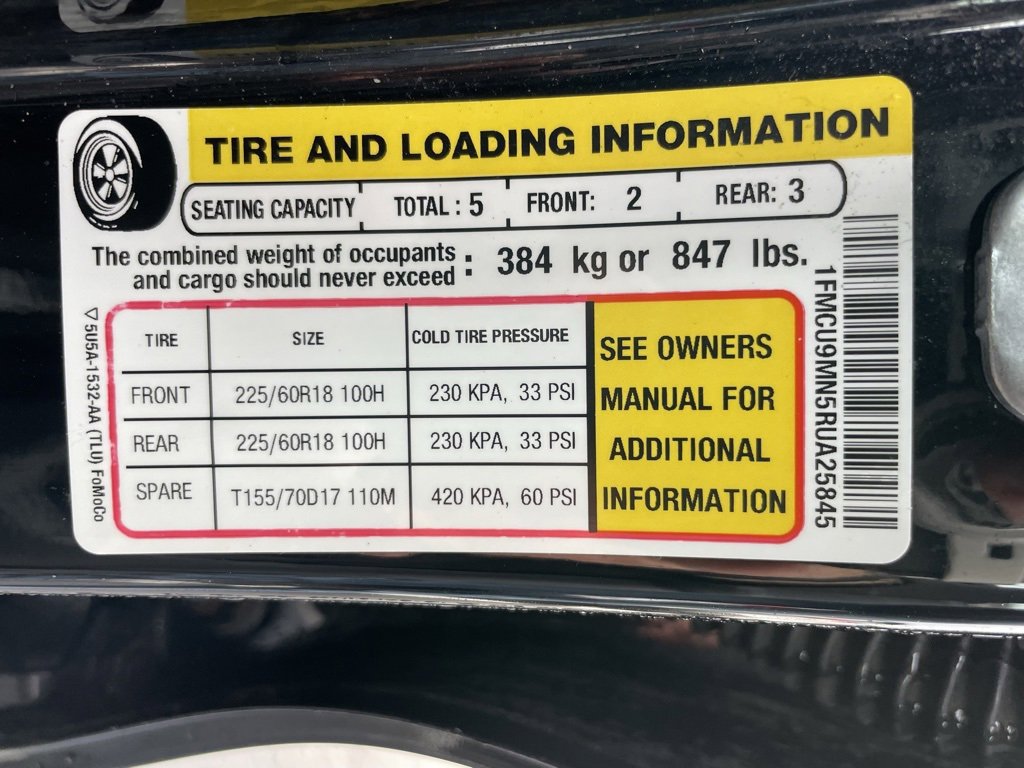 TIRE AND LOADING INFORMATION
SEATING CAPACITY TOTAL : 5 FRONT: 2 REAR: 3
The combined weight of occupants
and cargo should never exceed : 384 kg or 847 lbs.
TIRE SIZE COLD TIRE PRESSURE
FRONT 225/60R18 100H 230 KPA, 33 PSI
REAR 225/60R18 100H 230 KPA, 33 PSI
SPARE T155/70D17 110M 420 KPA, 60 PSI
SEE OWNERS
MANUAL FOR
ADDITIONAL
INFORMATION
1FMCU9MN5RUA25845
5U5A-1532-AA (TLU) FoMoCo